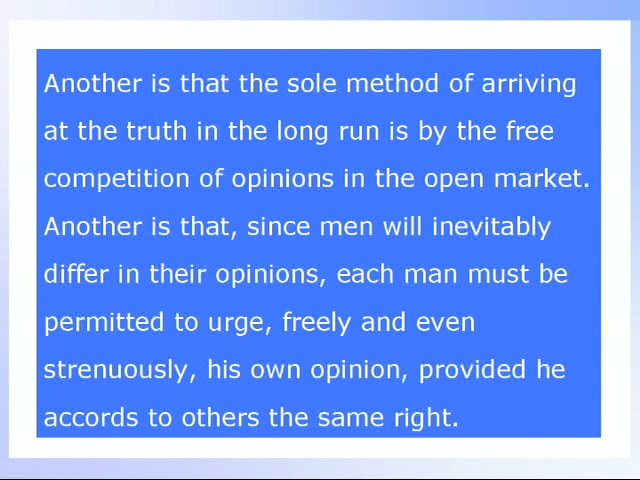 Another is that the sole method of arriving
at the truth in the long run is by the free
competition of opinions in the open market.
Another is that, since men will inevitably
differ in their opinions, each man must be
permitted to urge, freely and even
strenuously, his own opinion, provided he
accords to others the same right.